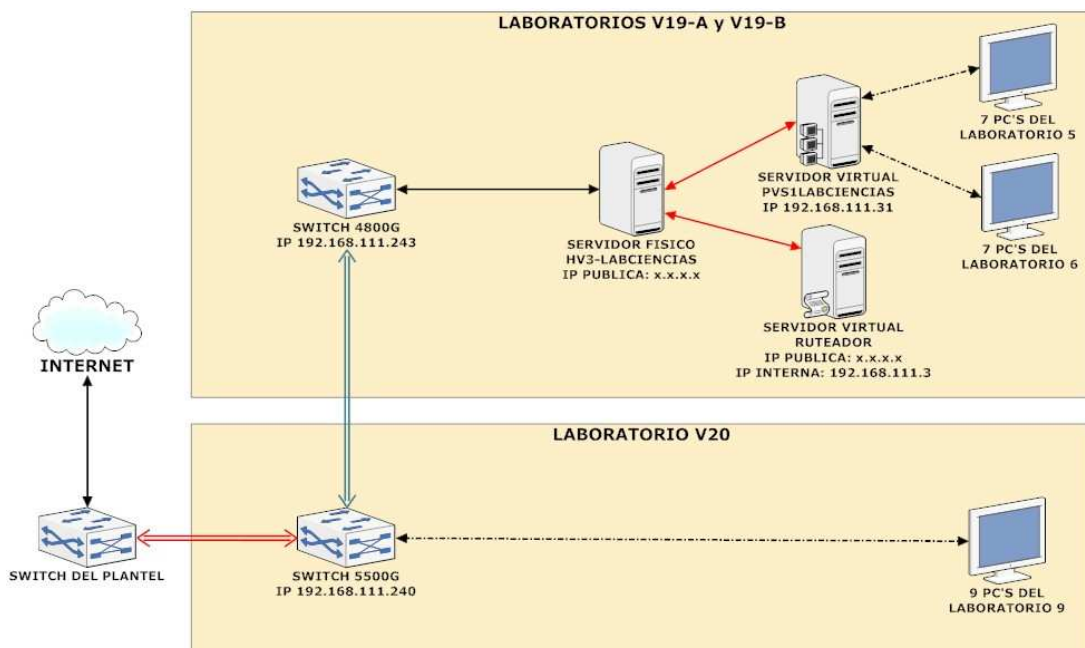 LABORATORIOS V19-A y V19-B
7 PC'S DEL
LABORATORIO 5
SERVIDOR VIRTUAL
PVS1LABCIENCIAS
IP 192.168.111.31
SWITCH 4800G
IP 192.168.111.243
SERVIDOR FISICO
HV3-LABCIENCIAS
IP PUBLICA: x.x.x.x
7 PC'S DEL
LABORATORIO 6
SERVIDOR VIRTUAL
RUTEADOR
IP PUBLICA: x.x.x.x
IP INTERNA: 192.168.111.3
INTERNET
LABORATORIO V20
SWITCH DEL PLANTEL
SWITCH 5500G
IP 192.168.111.240
9 PC'S DEL
LABORATORIO 9